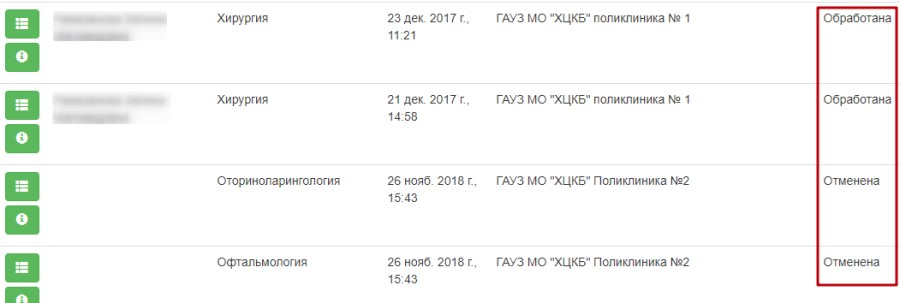 Хирургия 23 дек. 2017 г., ГАУЗ МО "ХЦКБ" поликлиника № 1 Обработана
11:21
Хирургия 21 дек. 2017 г., ГАУЗ МО "ХЦКБ" поликлиника № 1 Обработана
14:58
Оториноларингология 26 нояб. 2018 г., ГАУЗ МО "ХЦКБ" Поликлиника №2 Отменена
15:43
Офтальмология 26 нояб. 2018 г., ГАУЗ МО "ХЦКБ" Поликлиника №2 Отменена
15:43